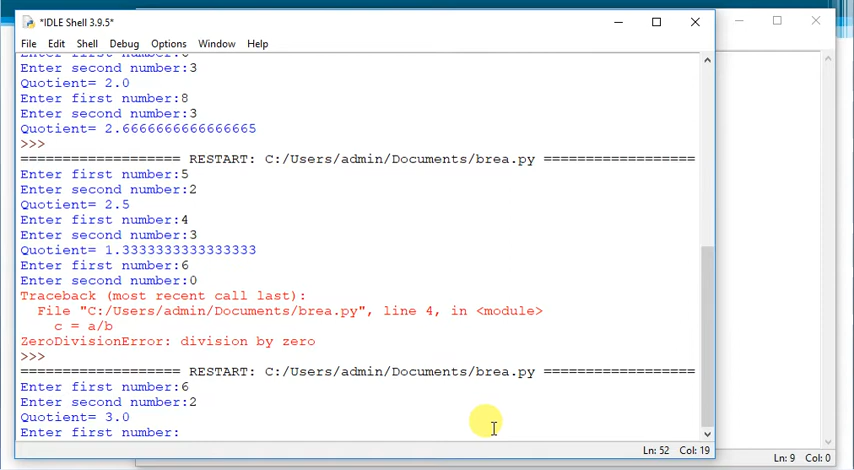 *IDLE Shell 3.9.5*
File Edit Shell Debug Options Window Help
Enter second number:3
Quotient= 2.0
Enter first number:8
Enter second number:3
Quotient= 2.6666666666666665
>>>
=================== RESTART: C:/Users/admin/Documents/brea.py ==================
Enter first number:5
Enter second number:2
Quotient= 2.5
Enter first number:4
Enter second number:3
Quotient= 1.3333333333333333
Enter first number:6
Enter second number:0
Traceback (most recent call last):
  File "C:/Users/admin/Documents/brea.py", line 4, in <module>
    c = a/b
ZeroDivisionError: division by zero
>>>
=================== RESTART: C:/Users/admin/Documents/brea.py ==================
Enter first number:6
Enter second number:2
Quotient= 3.0
Enter first number:
Ln: 52 Col: 19
Ln: 9 Col: 0